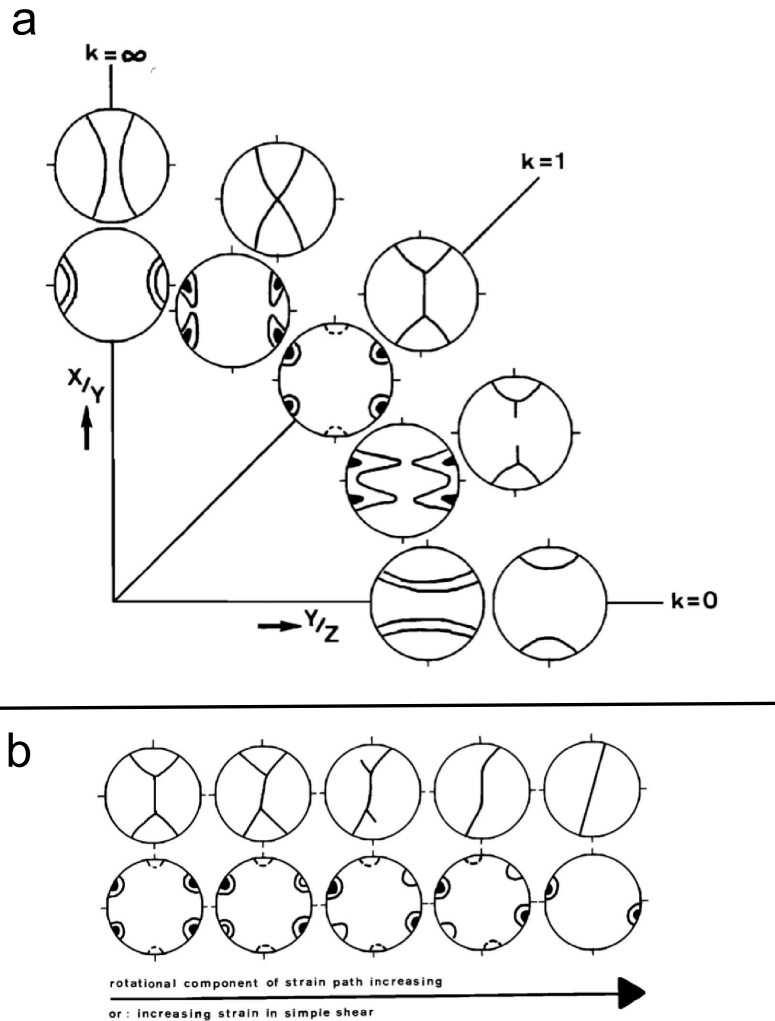 a
k=∞
k=1
X/Y
Y/Z
k=0
b
rotational component of strain path increasing
or: increasing strain in simple shear